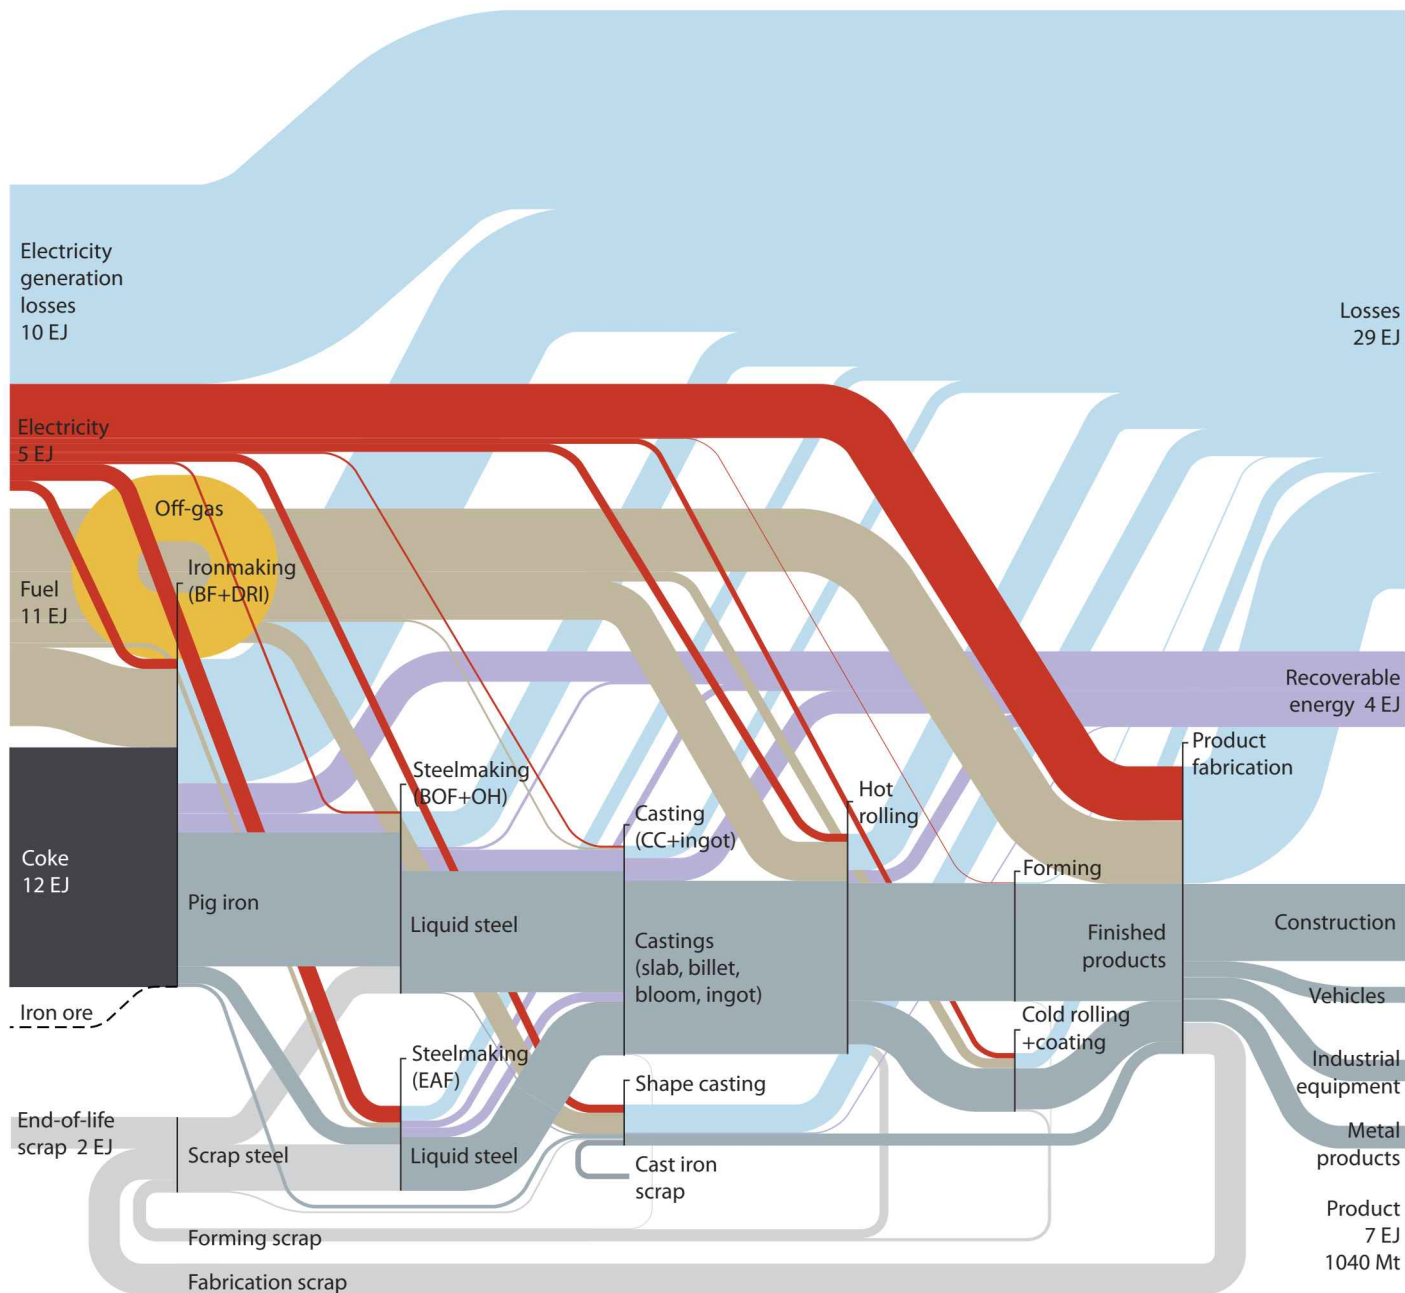 Electricity
generation
losses
10 EJ
Losses
29 EJ
Electricity
5 EJ
Off-gas
Ironmaking
(BF+DRI)
Fuel
11 EJ
Recoverable
energy 4 EJ
Product
fabrication
Steelmaking
(BOF+OH)
Hot
rolling
Casting
(CC+ingot)
Coke
12 EJ
Pig iron
Liquid steel
Forming
Castings
(slab, billet,
bloom, ingot)
Finished
products
Construction
Vehicles
Iron ore
Cold rolling
+coating
Steelmaking
(EAF)
Industrial
equipment
Shape casting
End-of-life
scrap 2 EJ
Scrap steel
Liquid steel
Cast iron
scrap
Metal
products
Forming scrap
Fabrication scrap
Product
7 EJ
1040 Mt